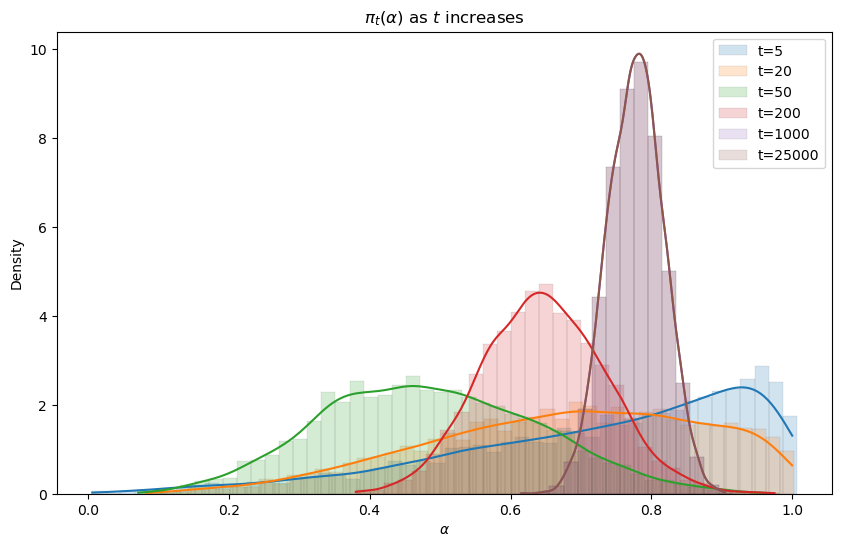 π_t(α) as t increases
t=5
t=20
t=50
t=200
t=1000
t=25000
Density
10
8
6
4
2
0
0.0 0.2 0.4 0.6 0.8 1.0
α